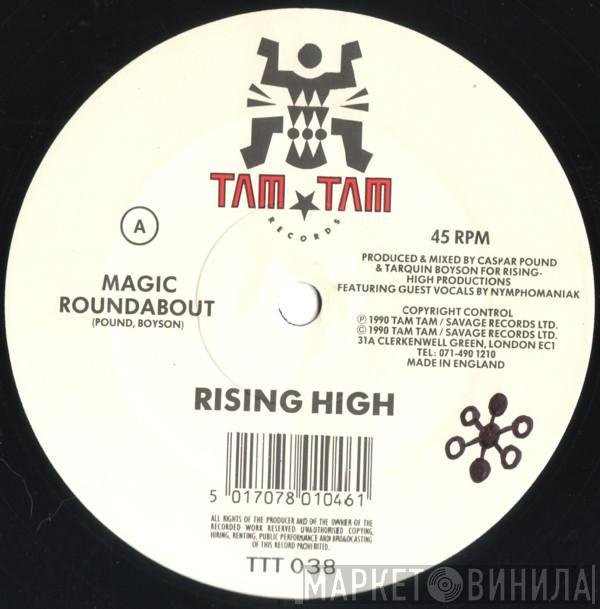 TAM TAM
RECORDS
A
MAGIC
ROUNDABOUT
(POUND, BOYSON)
45 RPM
PRODUCED & MIXED BY CASPAR POUND
& TARQUIN BOYSON FOR RISING-
HIGH PRODUCTIONS
FEATURING GUEST VOCALS BY NYMPHOMANIAK
COPYRIGHT CONTROL
Ⓟ 1990 TAM TAM / SAVAGE RECORDS LTD.
© 1990 TAM TAM / SAVAGE RECORDS LTD.
31A CLERKENWELL GREEN, LONDON EC1
TEL: 071-490 1210
MADE IN ENGLAND
RISING HIGH
5 017078 010461
ALL RIGHTS OF THE PRODUCER AND OF THE OWNER OF THE
RECORDED WORK RESERVED. UNAUTHORISED COPYING,
HIRING, RENTING, PUBLIC PERFORMANCE AND BROADCASTING
OF THIS RECORD PROHIBITED.
TTT 038
МАРКЕТ ВИНИЛА